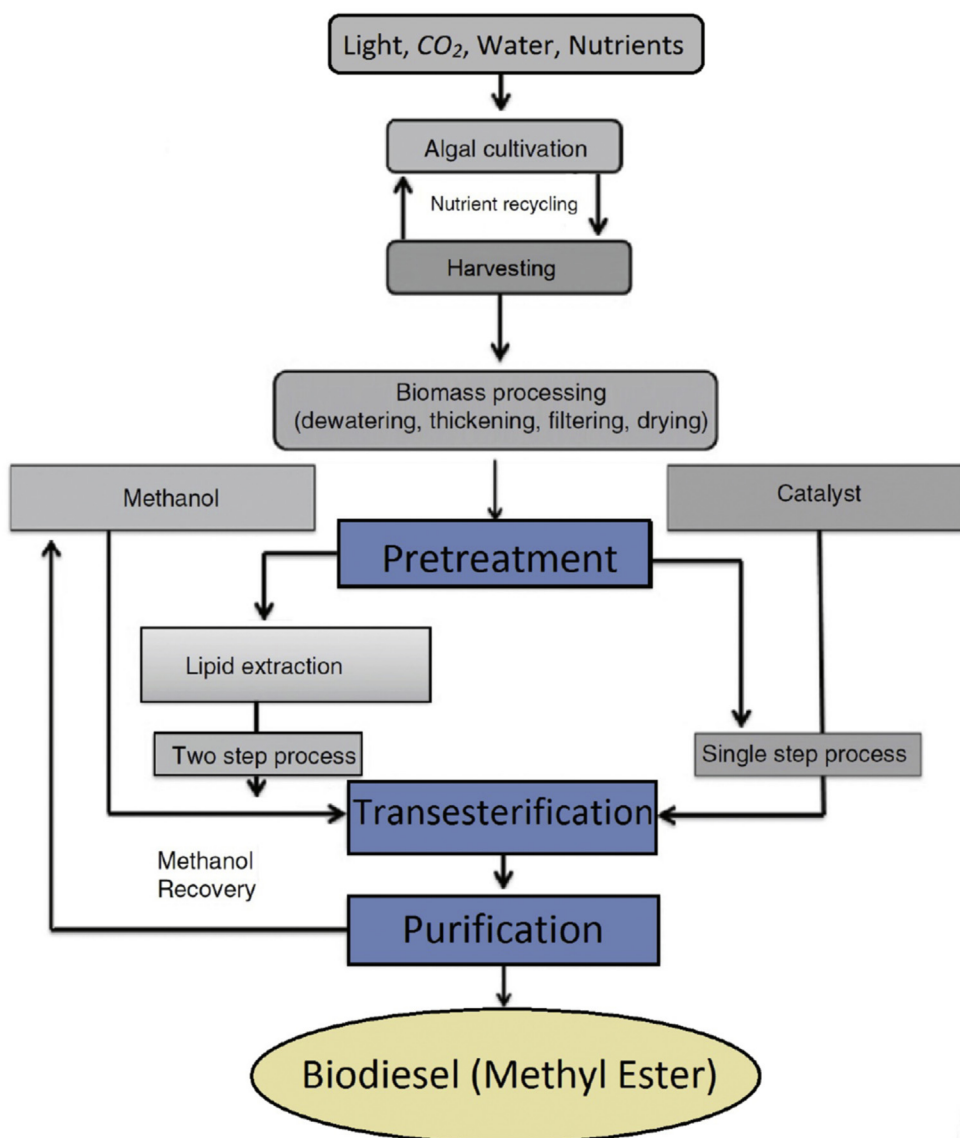 Light, CO₂, Water, Nutrients
Algal cultivation
Nutrient recycling
Harvesting
Biomass processing
(dewatering, thickening, filtering, drying)
Methanol
Catalyst
Pretreatment
Lipid extraction
Two step process
Single step process
Transesterification
Methanol
Recovery
Purification
Biodiesel (Methyl Ester)